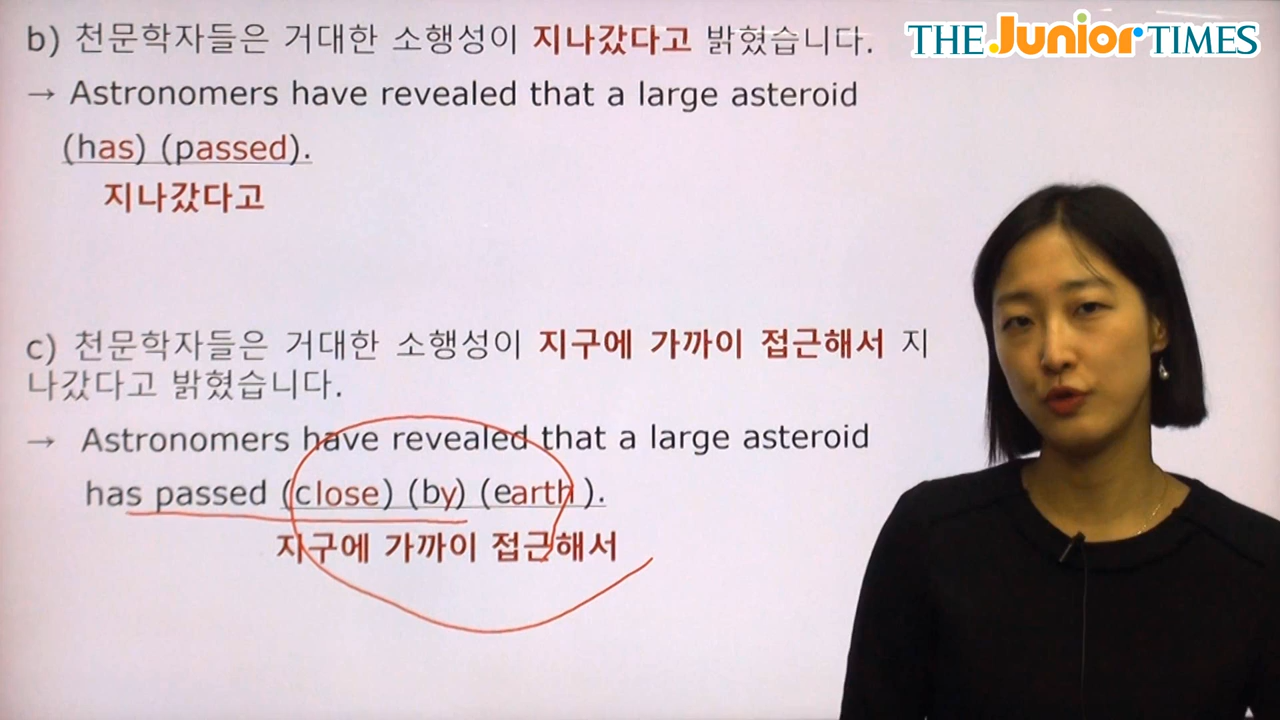 THE Junior TIMES
b) 천문학자들은 거대한 소행성이 지나갔다고 밝혔습니다.
→ Astronomers have revealed that a large asteroid
(has) (passed).
지나갔다고
c) 천문학자들은 거대한 소행성이 지구에 가까이 접근해서 지
나갔다고 밝혔습니다.
→ Astronomers have revealed that a large asteroid
has passed (close) (by) (earth ).
지구에 가까이 접근해서